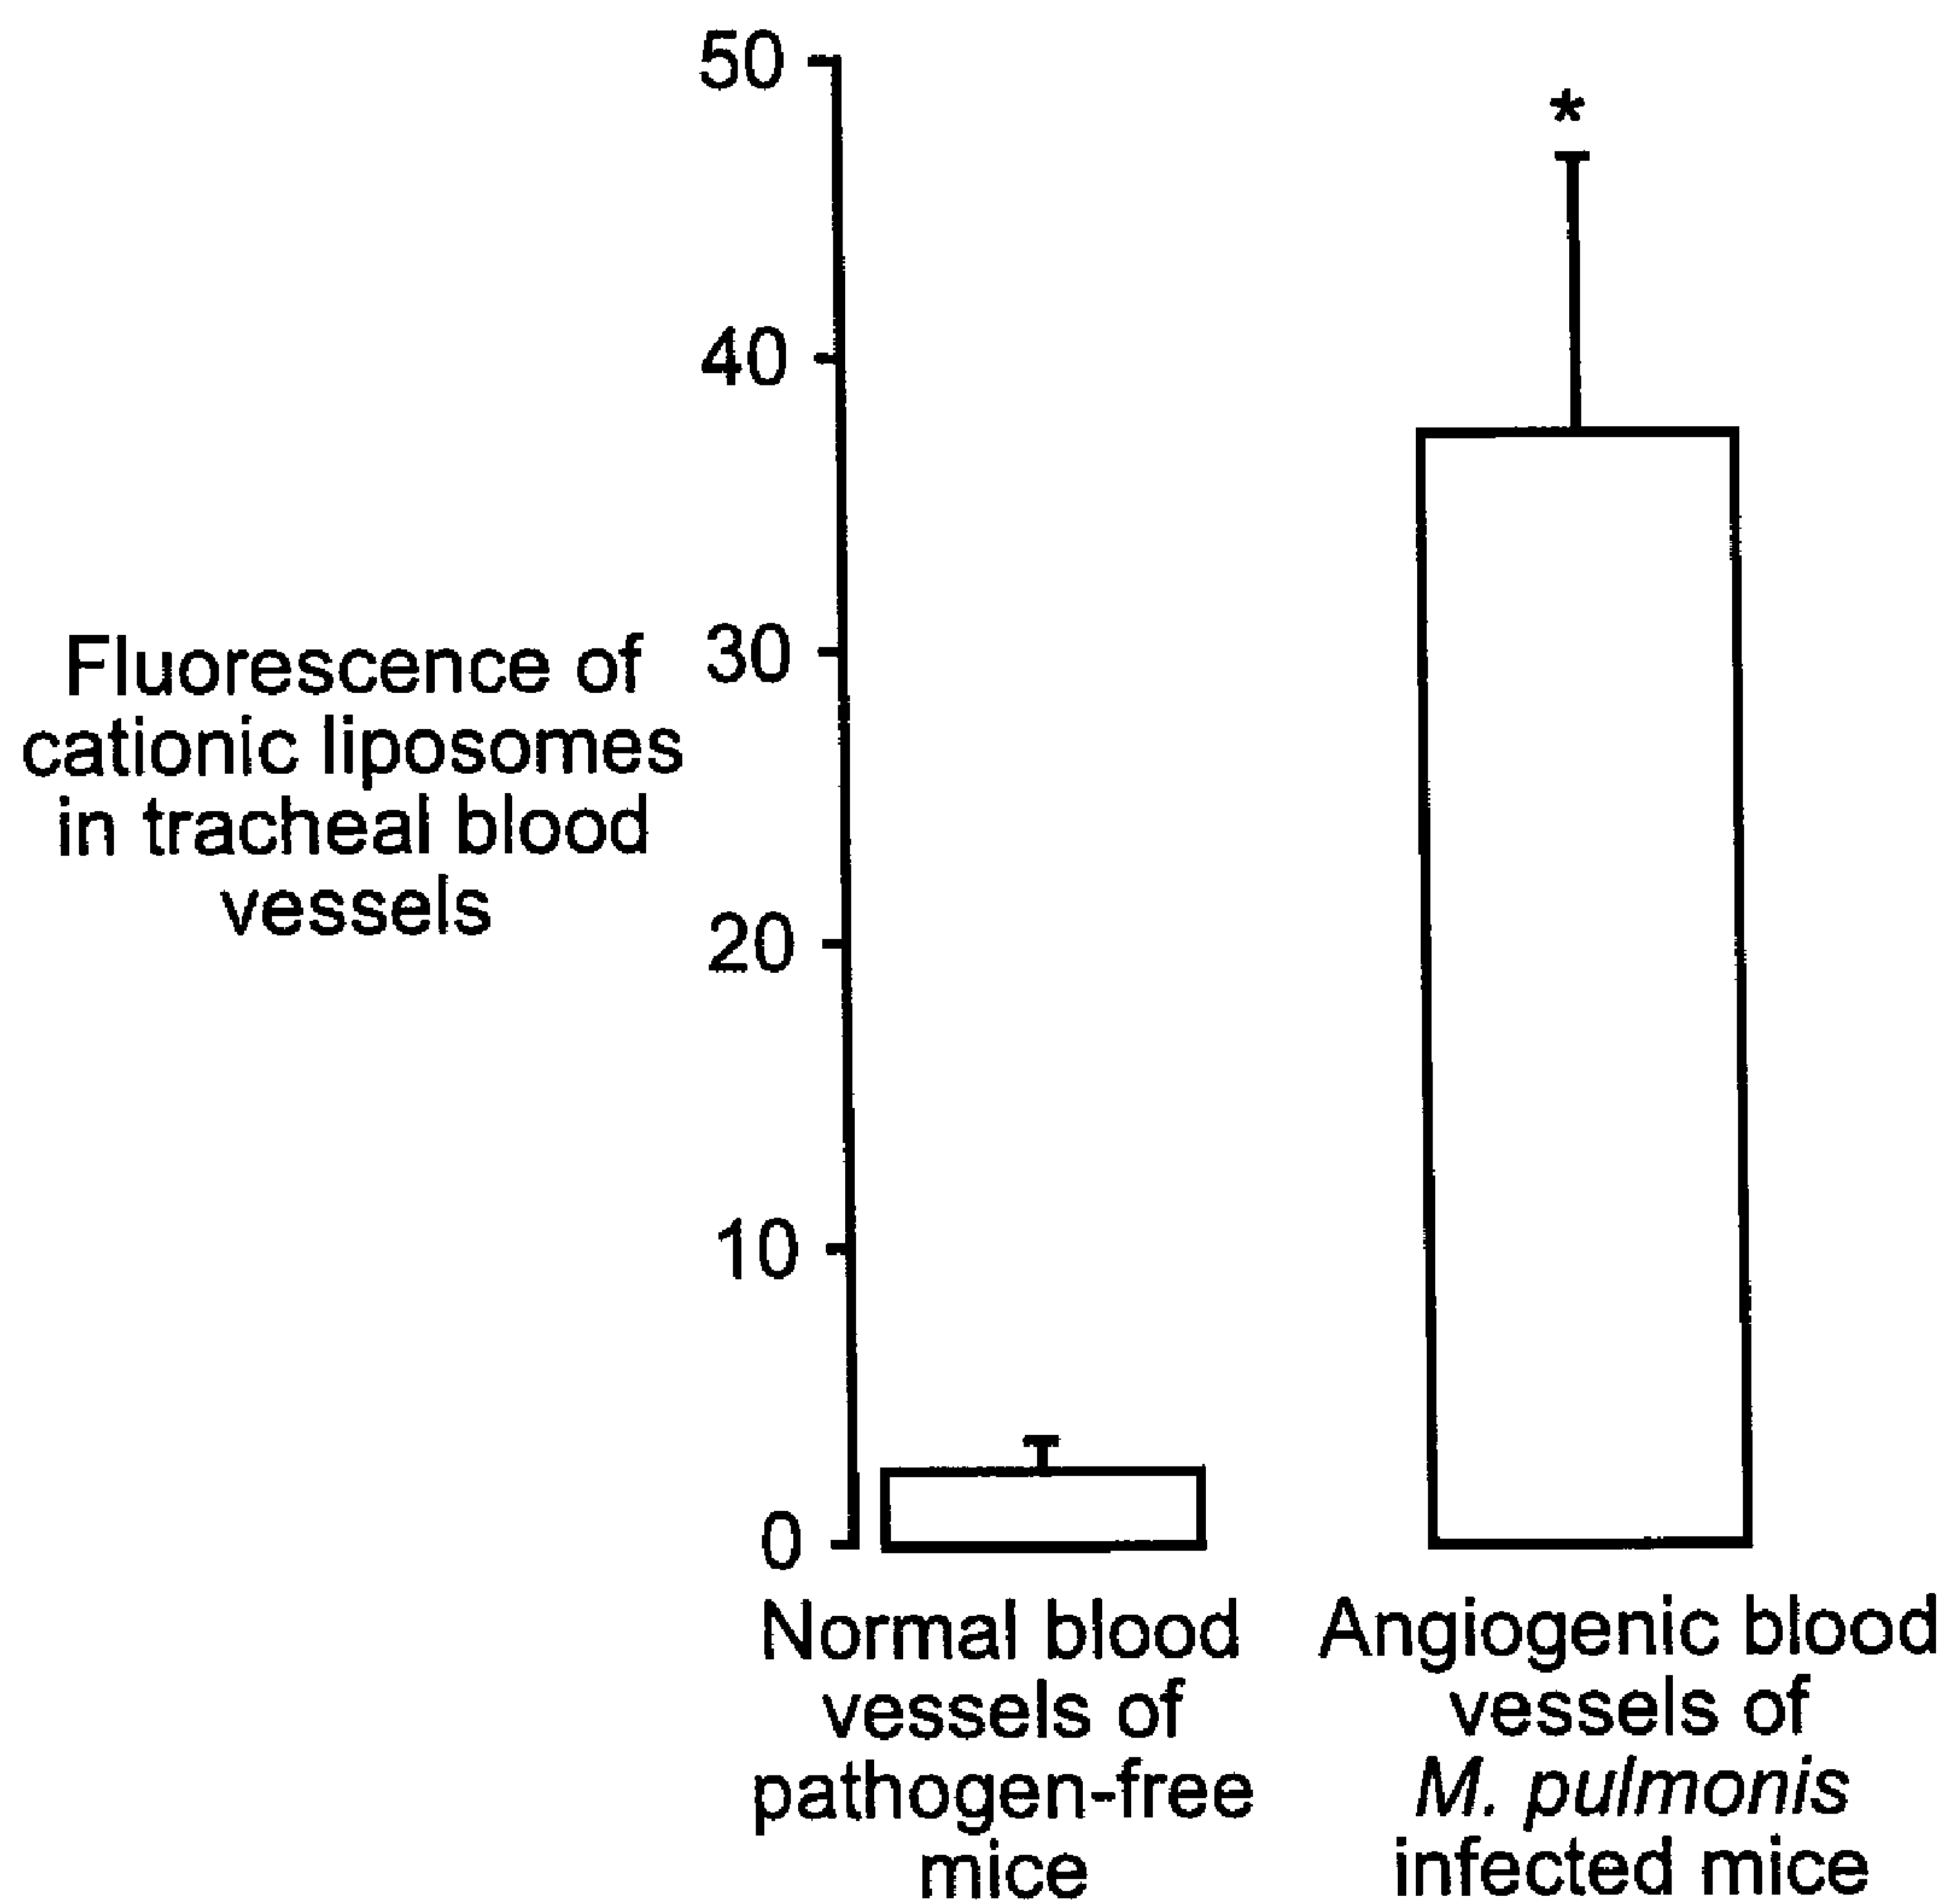 50
*
40
30
Fluorescence of
cationic liposomes
in tracheal blood
vessels
20
10
0
Normal blood
vessels of
pathogen-free
mice
Angiogenic blood
vessels of
M. pulmonis
infected mice